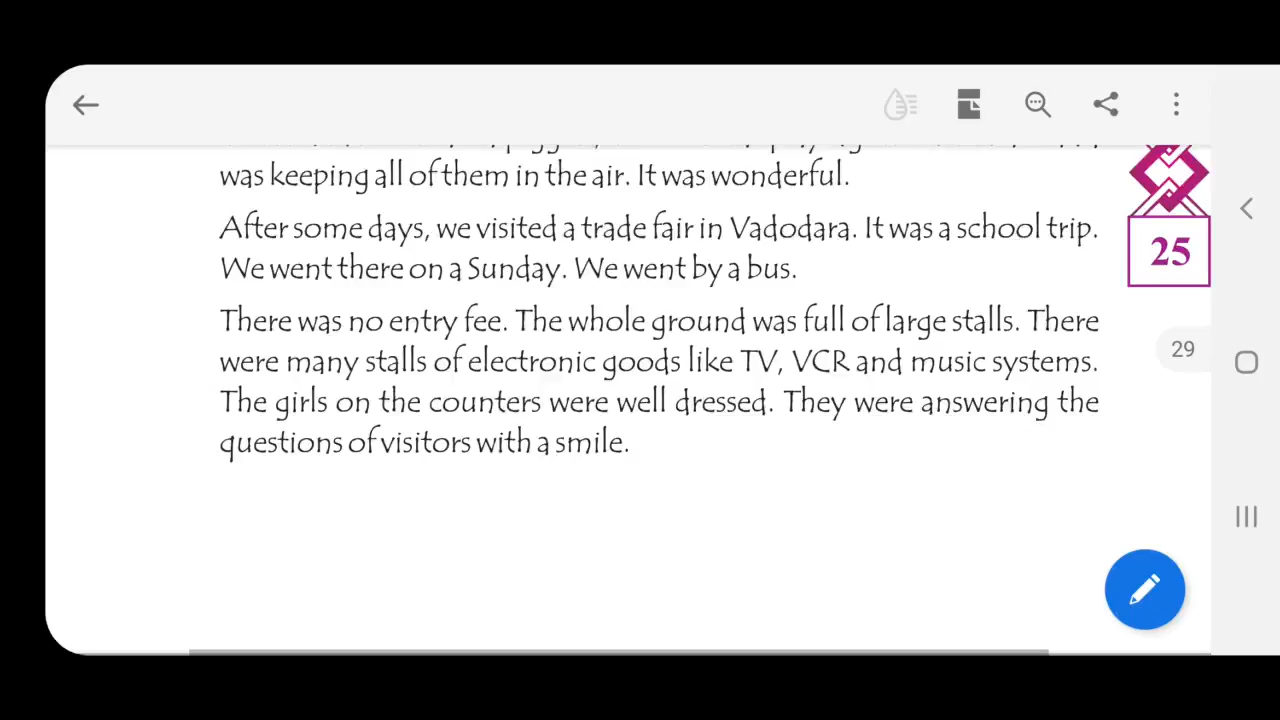 was keeping all of them in the air. It was wonderful.
After some days, we visited a trade fair in Vadodara. It was a school trip.
We went there on a Sunday. We went by a bus.
25
There was no entry fee. The whole ground was full of large stalls. There
29
were many stalls of electronic goods like TV, VCR and music systems.
The girls on the counters were well dressed. They were answering the
questions of visitors with a smile.